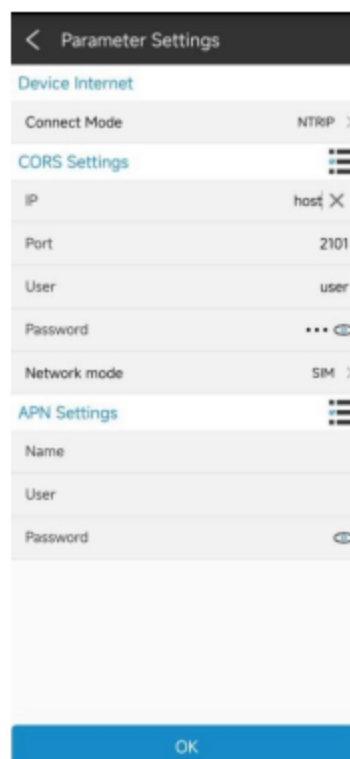 Parameter Settings
Device Internet
Connect Mode NTRIP
CORS Settings
IP host
Port 2101
User user
Password •••
Network mode SIM
APN Settings
Name
User
Password
OK